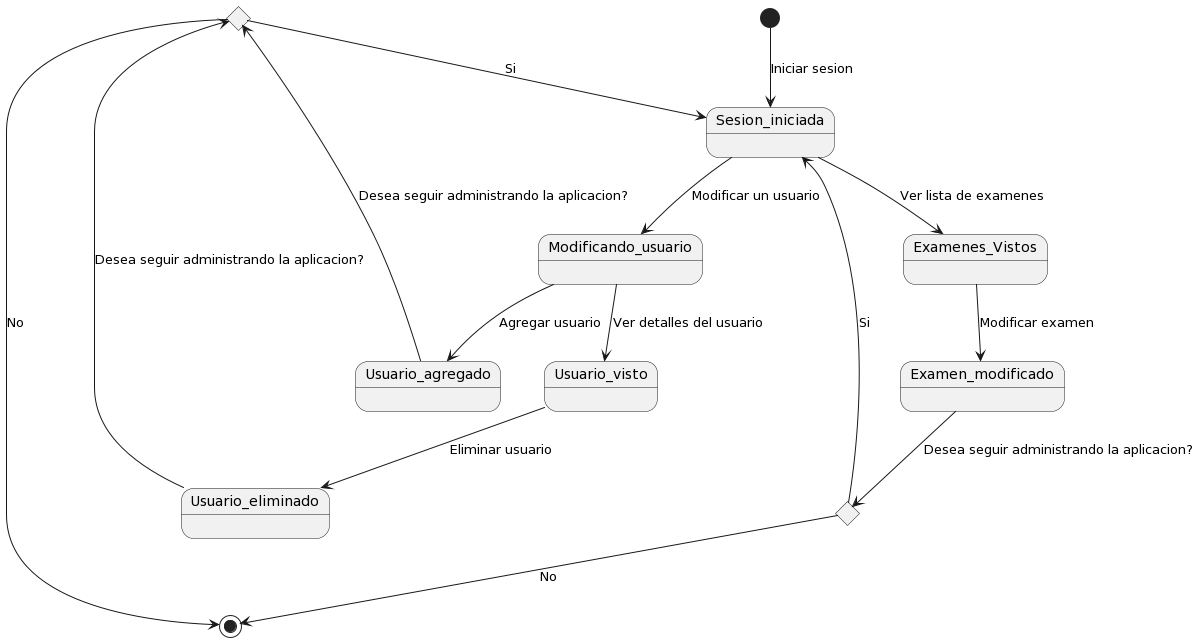 Si
Iniciar sesion
Sesion_iniciada
Desea seguir administrando la aplicacion?
Modificar un usuario
Ver lista de examenes
Modificando_usuario
Examenes_Vistos
Desea seguir administrando la aplicacion?
No
Agregar usuario
Ver detalles del usuario
Si
Modificar examen
Usuario_agregado
Usuario_visto
Examen_modificado
Eliminar usuario
Desea seguir administrando la aplicacion?
Usuario_eliminado
No